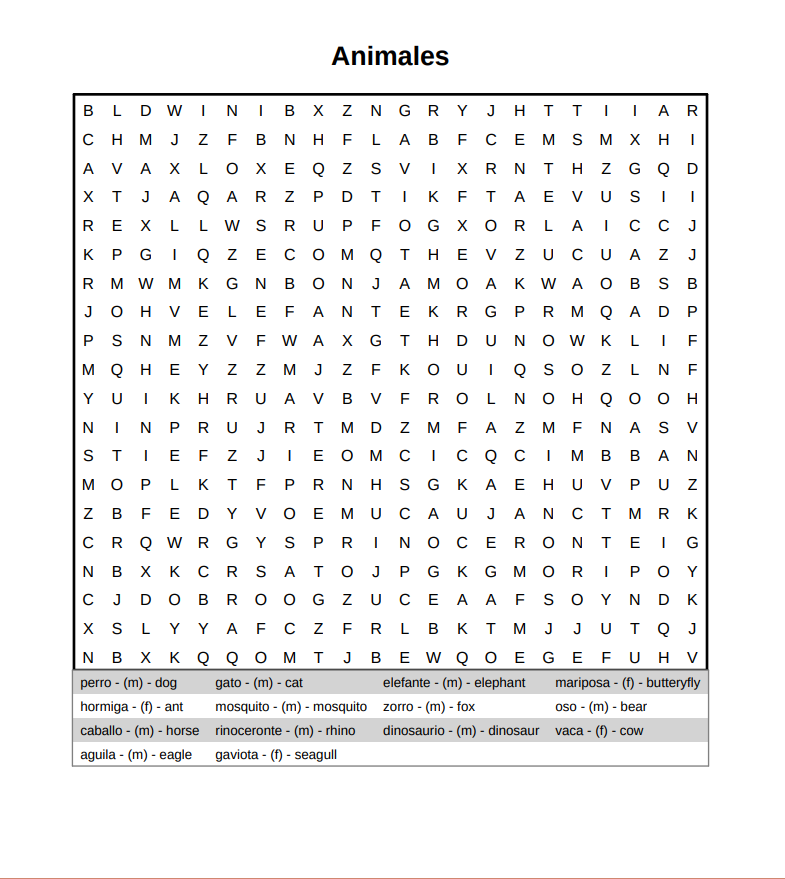 Animales
B L D W I N I B X Z N G R Y J H T T I I A R
C H M J Z F B N H F L A B F C E M S M X H I
A V A X L O X E Q Z S V I X R N T H Z G Q D
X T J A Q A R Z P D T I K F T A E V U S I I
R E X L L W S R U P F O G X O R L A I C C J
K P G I Q Z E C O M Q T H E V Z U C U A Z J
R M W M K G N B O N J A M O A K W A O B S B
J O H V E L E F A N T E K R G P R M Q A D P
P S N M Z V F W A X G T H D U N O W K L I F
M Q H E Y Z Z M J Z F K O U I Q S O Z L N F
Y U I K H R U A V B V F R O L N O H Q O O H
N I N P R U J R T M D Z M F A Z M F N A S V
S T I E F Z J I E O M C I C Q C I M B B A N
M O P L K T F P R N H S G K A E H U V P U Z
Z B F E D Y V O E M U C A U J A N C T M R K
C R Q W R G Y S P R I N O C E R O N T E I G
N B X K C R S A T O J P G K G M O R I P O Y
C J D O B R O O G Z U C E A A F S O Y N D K
X S L Y Y A F C Z F R L B K T M J J U T Q J
N B X K Q Q O M T J B E W Q O E G E F U H V
perro - (m) - dog gato - (m) - cat elefante - (m) - elephant mariposa - (f) - butteryfly
hormiga - (f) - ant mosquito - (m) - mosquito zorro - (m) - fox oso - (m) - bear
caballo - (m) - horse rinoceronte - (m) - rhino dinosaurio - (m) - dinosaur vaca - (f) - cow
aguila - (m) - eagle gaviota - (f) - seagull